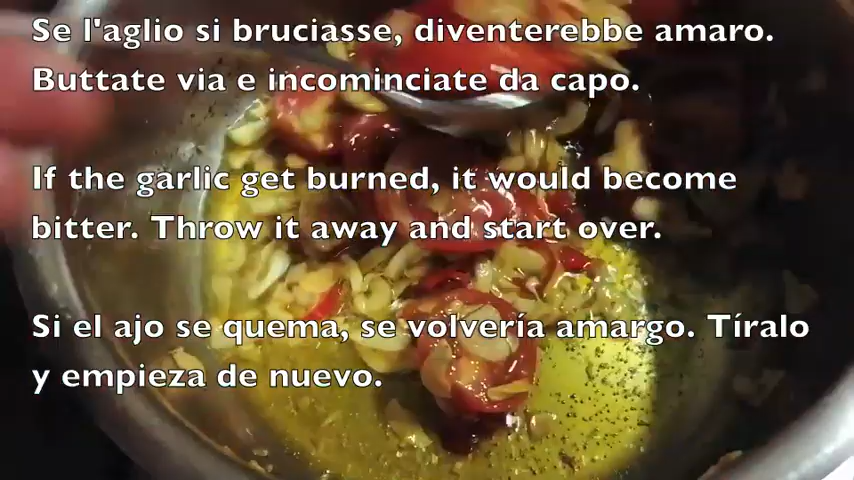 Se l'aglio si bruciasse, diventerebbe amaro.
Buttate via e incominciate da capo.
If the garlic get burned, it would become
bitter. Throw it away and start over.
Si el ajo se quema, se volvería amargo. Tíralo
y empieza de nuevo.